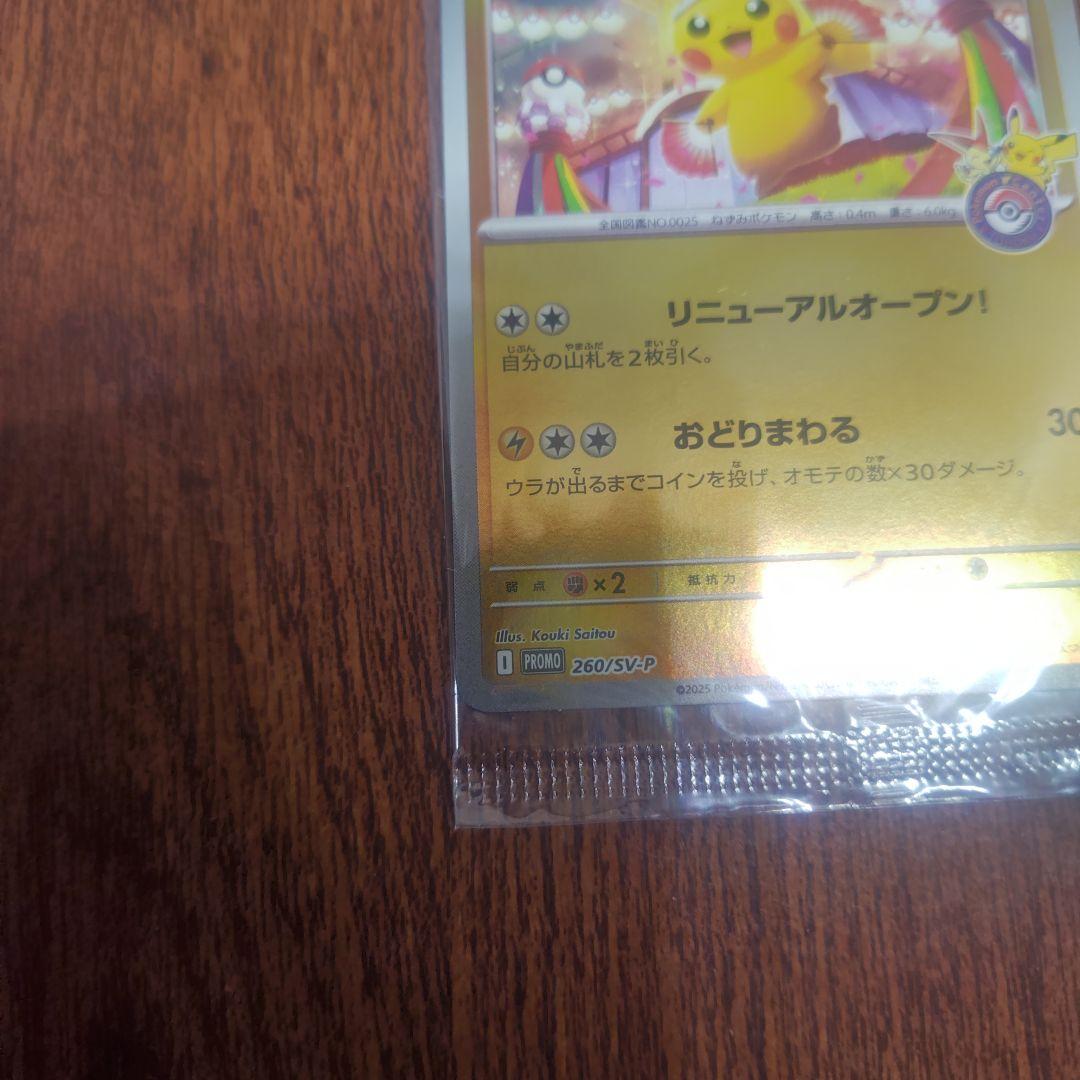 全国図鑑NO.0025 ねずみポケモン 高さ:0.4m 重さ:6.0kg
リニューアルオープン!
自分の山札を2枚引く。
おどりまわる 30
ウラが出るまでコインを投げ、オモテの数×30ダメージ。
弱点 ×2 抵抗力
Illus. Kouki Saitou
I PROMO 260/SV-P
©2025 Pokémon